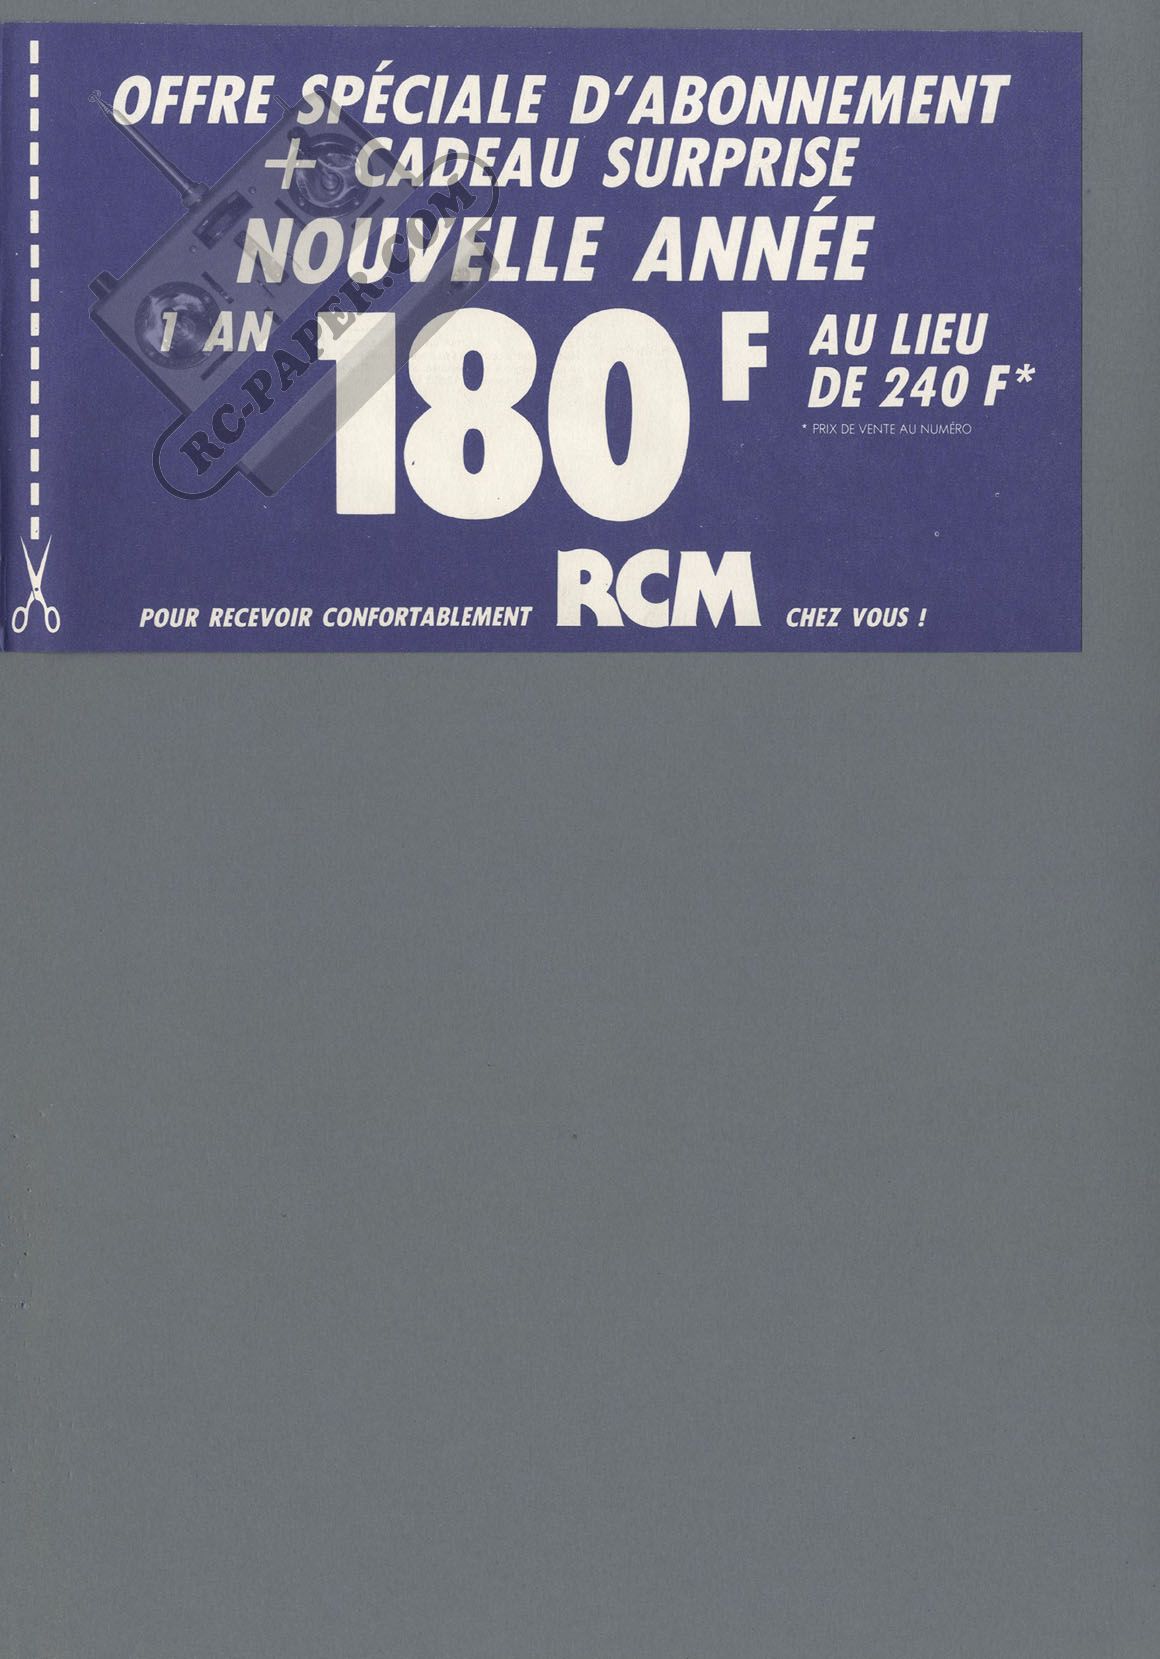 OFFRE SPÉCIALE D'ABONNEMENT
+ CADEAU SURPRISE
NOUVELLE ANNÉE
1 AN 180 F AU LIEU
DE 240 F*
* PRIX DE VENTE AU NUMÉRO
POUR RECEVOIR CONFORTABLEMENT RCM CHEZ VOUS !
RC-PAPER.COM